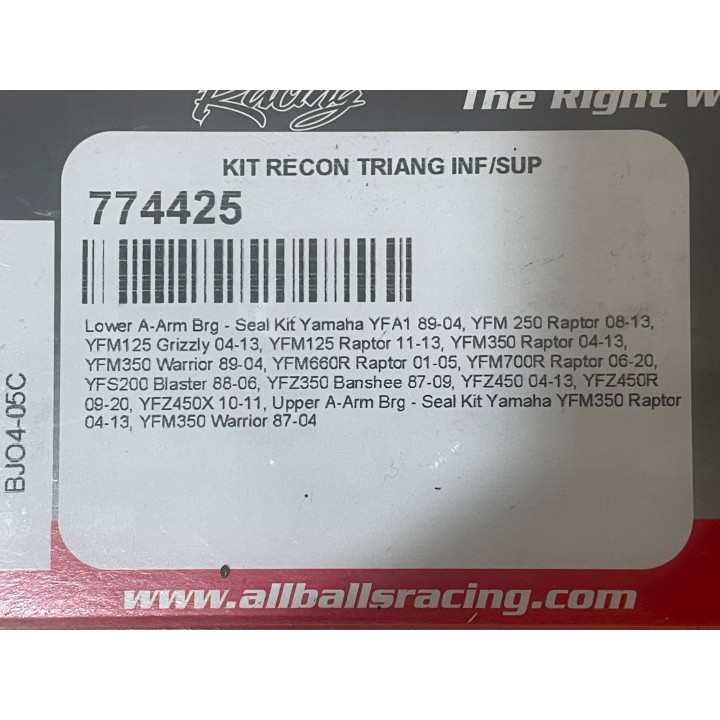 Racing
The Right W
KIT RECON TRIANG INF/SUP
774425
Lower A-Arm Brg - Seal Kit Yamaha YFA1 89-04, YFM 250 Raptor 08-13,
YFM125 Grizzly 04-13, YFM125 Raptor 11-13, YFM350 Raptor 04-13,
YFM350 Warrior 89-04, YFM660R Raptor 01-05, YFM700R Raptor 06-20,
YFS200 Blaster 88-06, YFZ350 Banshee 87-09, YFZ450 04-13, YFZ450R
09-20, YFZ450X 10-11, Upper A-Arm Brg - Seal Kit Yamaha YFM350 Raptor
04-13, YFM350 Warrior 87-04
BJO4-05C
www.allballsracing.com